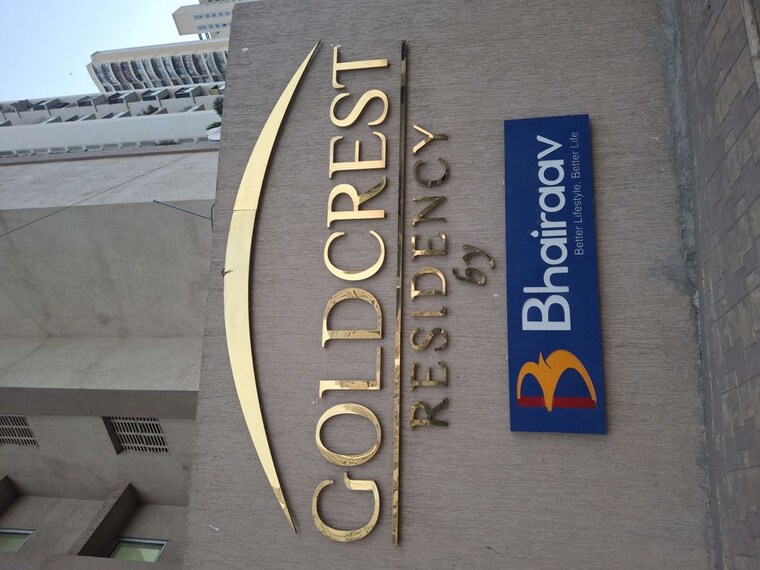 GOLDCREST
RESIDENCY
by
B Bhairaav
Better Lifestyle, Better Life